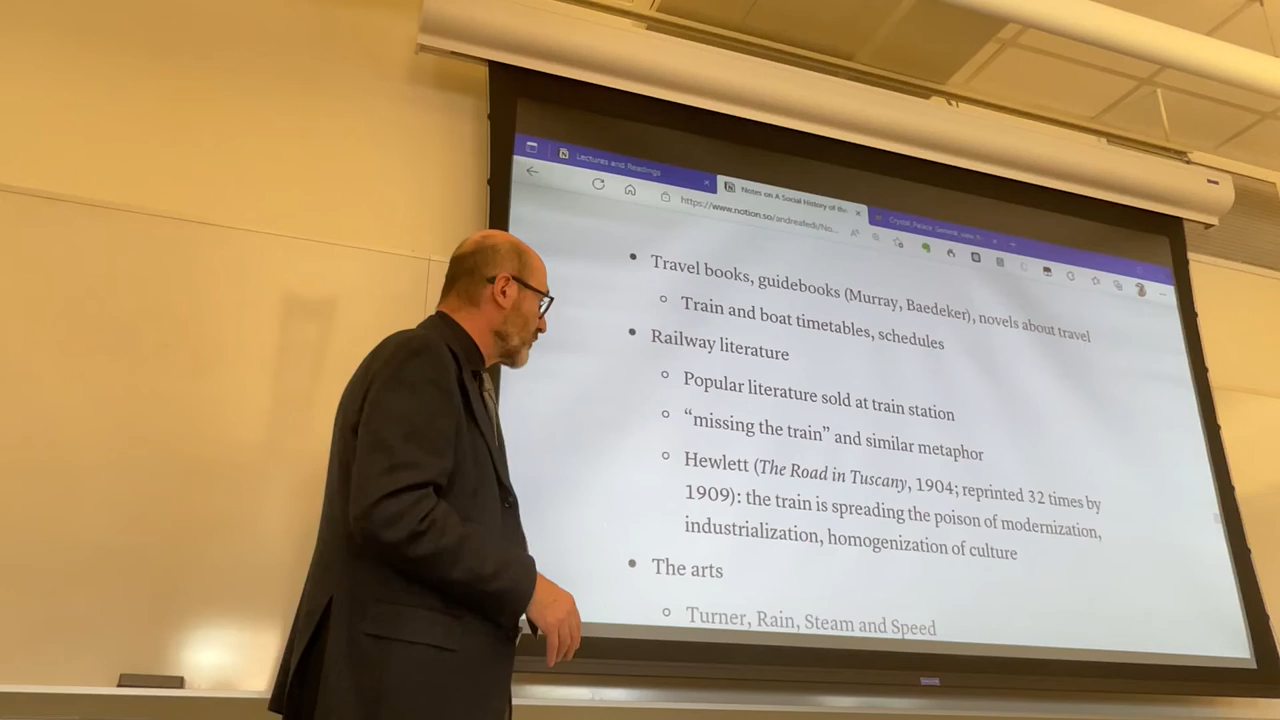 Lectures and Readings
Notes on A Social History of the
https://www.notion.so/andreafedi/No...
Travel books, guidebooks (Murray, Baedeker), novels about travel
Train and boat timetables, schedules
Railway literature
Popular literature sold at train station
“missing the train” and similar metaphor
Hewlett (The Road in Tuscany, 1904; reprinted 32 times by
1909): the train is spreading the poison of modernization,
industrialization, homogenization of culture
The arts
Turner, Rain, Steam and Speed